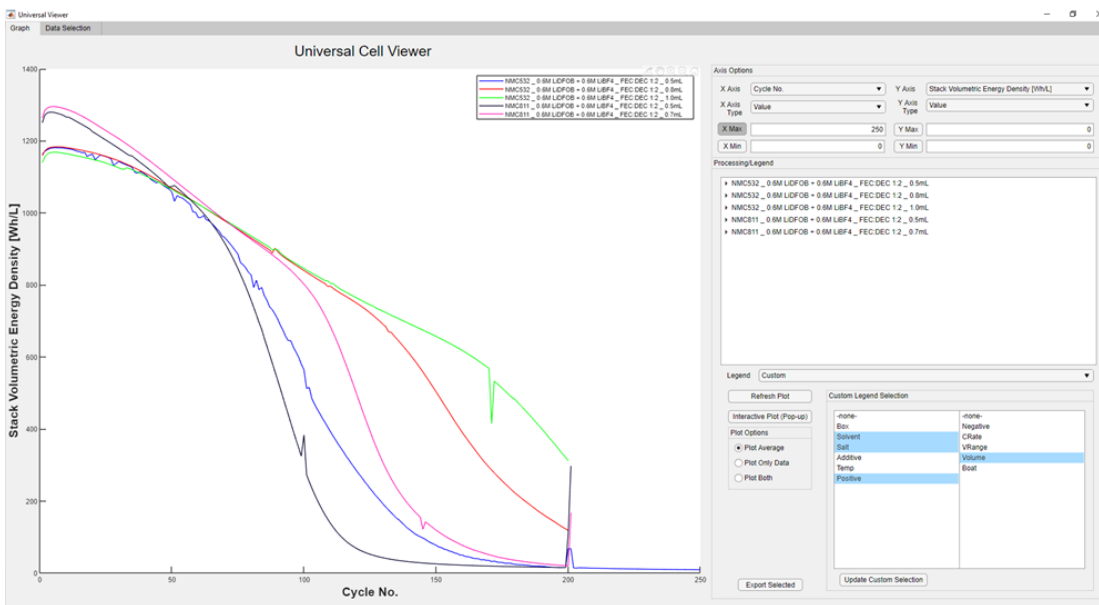 Universal Viewer
Graph Data Selection
Universal Cell Viewer
1400
1200
1000
800
600
400
200
0
0 50 100 150 200 250
Stack Volumetric Energy Density [Wh/L]
Cycle No.
NMC532 _ 0.6M LiDFOB + 0.6M LiBF4 _ FEC:DEC 1:2 _ 0.5mL
NMC532 _ 0.6M LiDFOB + 0.6M LiBF4 _ FEC:DEC 1:2 _ 0.8mL
NMC532 _ 0.6M LiDFOB + 0.6M LiBF4 _ FEC:DEC 1:2 _ 1.0mL
NMC811 _ 0.6M LiDFOB + 0.6M LiBF4 _ FEC:DEC 1:2 _ 0.5mL
NMC811 _ 0.6M LiDFOB + 0.6M LiBF4 _ FEC:DEC 1:2 _ 0.7mL
Axis Options
X Axis Cycle No. Y Axis Stack Volumetric Energy Density [Wh/L]
X Axis Type Value Y Axis Type Value
X Max 250 Y Max 0
X Min 0 Y Min 0
Processing/Legend
NMC532 _ 0.6M LiDFOB + 0.6M LiBF4 _ FEC:DEC 1:2 _ 0.5mL
NMC532 _ 0.6M LiDFOB + 0.6M LiBF4 _ FEC:DEC 1:2 _ 0.8mL
NMC532 _ 0.6M LiDFOB + 0.6M LiBF4 _ FEC:DEC 1:2 _ 1.0mL
NMC811 _ 0.6M LiDFOB + 0.6M LiBF4 _ FEC:DEC 1:2 _ 0.5mL
NMC811 _ 0.6M LiDFOB + 0.6M LiBF4 _ FEC:DEC 1:2 _ 0.7mL
Legend Custom
Refresh Plot
Interactive Plot (Pop-up)
Plot Options
Plot Average
Plot Only Data
Plot Both
Export Selected
Custom Legend Selection
-none-
Box
Solvent
Salt
Additive
Temp
Positive
-none-
Negative
CRate
VRange
Volume
Boat
Update Custom Selection